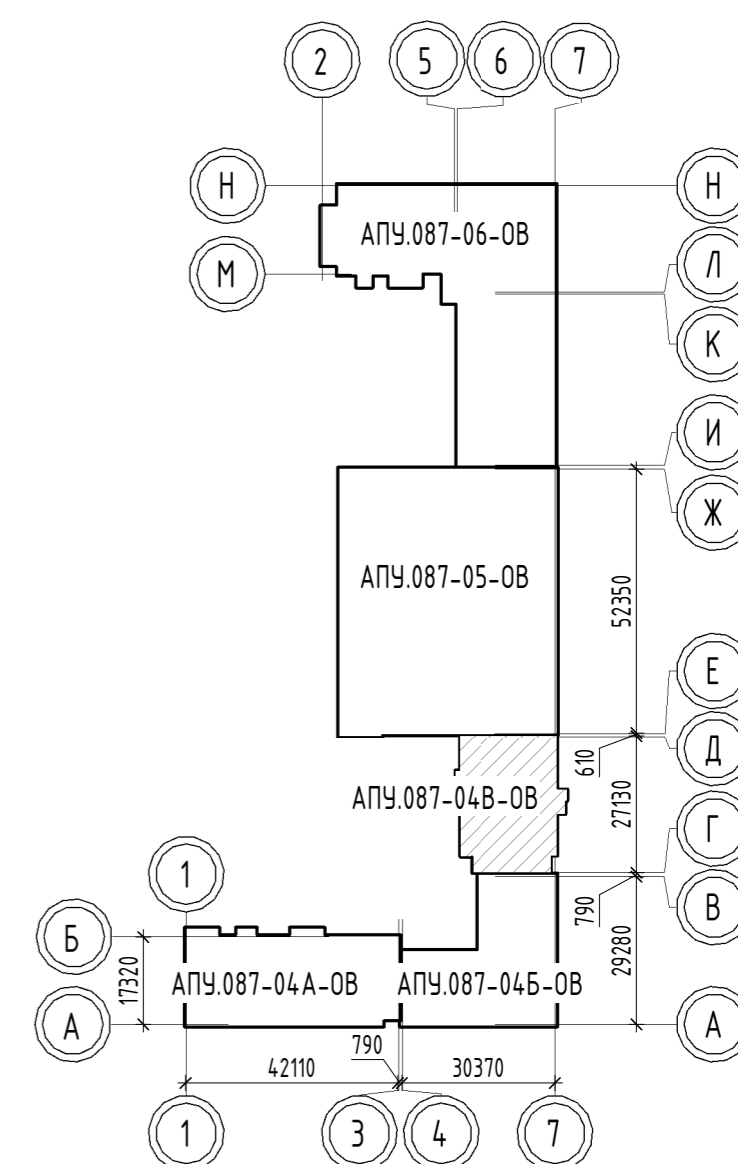 2
5
6
7
Н
Н
АПУ.087-06-ОВ
Л
М
К
И
Ж
АПУ.087-05-ОВ
52350
Е
610
Д
АПУ.087-04В-ОВ
27130
Г
1
790
В
Б
29280
17320
АПУ.087-04А-ОВ
АПУ.087-04Б-ОВ
А
А
790
42110
30370
1
3
4
7